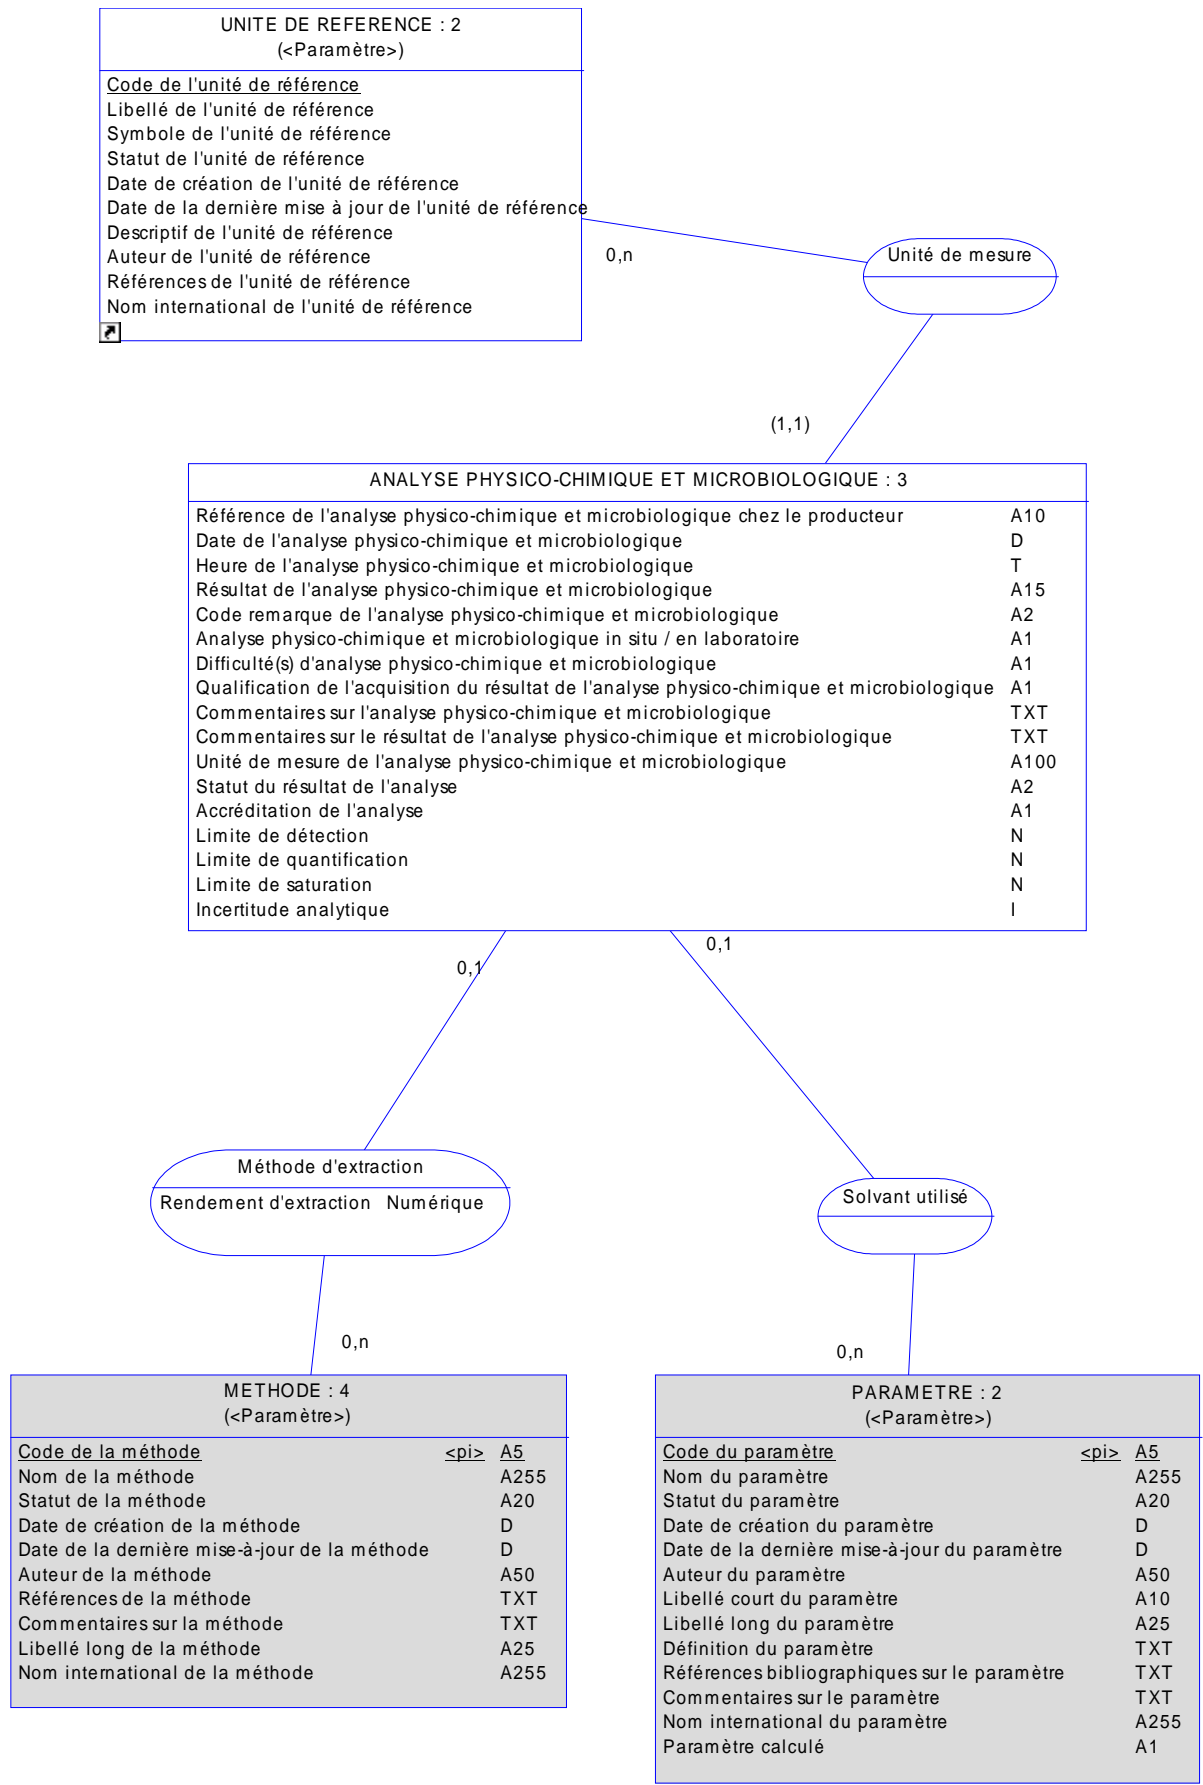 UNITE DE REFERENCE : 2
(<Paramètre>)
Code de l'unité de référence
Libellé de l'unité de référence
Symbole de l'unité de référence
Statut de l'unité de référence
Date de création de l'unité de référence
Date de la dernière mise à jour de l'unité de référence
Descriptif de l'unité de référence
Auteur de l'unité de référence
Références de l'unité de référence
Nom international de l'unité de référence
0,n
Unité de mesure
(1,1)
ANALYSE PHYSICO-CHIMIQUE ET MICROBIOLOGIQUE : 3
Référence de l'analyse physico-chimique et microbiologique chez le producteur A10
Date de l'analyse physico-chimique et microbiologique D
Heure de l'analyse physico-chimique et microbiologique T
Résultat de l'analyse physico-chimique et microbiologique A15
Code remarque de l'analyse physico-chimique et microbiologique A2
Analyse physico-chimique et microbiologique in situ / en laboratoire A1
Difficulté(s) d'analyse physico-chimique et microbiologique A1
Qualification de l'acquisition du résultat de l'analyse physico-chimique et microbiologique A1
Commentaires sur l'analyse physico-chimique et microbiologique TXT
Commentaires sur le résultat de l'analyse physico-chimique et microbiologique TXT
Unité de mesure de l'analyse physico-chimique et microbiologique A100
Statut du résultat de l'analyse A2
Accréditation de l'analyse A1
Limite de détection N
Limite de quantification N
Limite de saturation N
Incertitude analytique I
0,1
0,1
Méthode d'extraction
Rendement d'extraction Numérique
Solvant utilisé
0,n
0,n
METHODE : 4
(<Paramètre>)
Code de la méthode <pi> A5
Nom de la méthode A255
Statut de la méthode A20
Date de création de la méthode D
Date de la dernière mise-à-jour de la méthode D
Auteur de la méthode A50
Références de la méthode TXT
Commentaires sur la méthode TXT
Libellé long de la méthode A25
Nom international de la méthode A255
PARAMETRE : 2
(<Paramètre>)
Code du paramètre <pi> A5
Nom du paramètre A255
Statut du paramètre A20
Date de création du paramètre D
Date de la dernière mise-à-jour du paramètre D
Auteur du paramètre A50
Libellé court du paramètre A10
Libellé long du paramètre A25
Définition du paramètre TXT
Références bibliographiques sur le paramètre TXT
Commentaires sur le paramètre TXT
Nom international du paramètre A255
Paramètre calculé A1